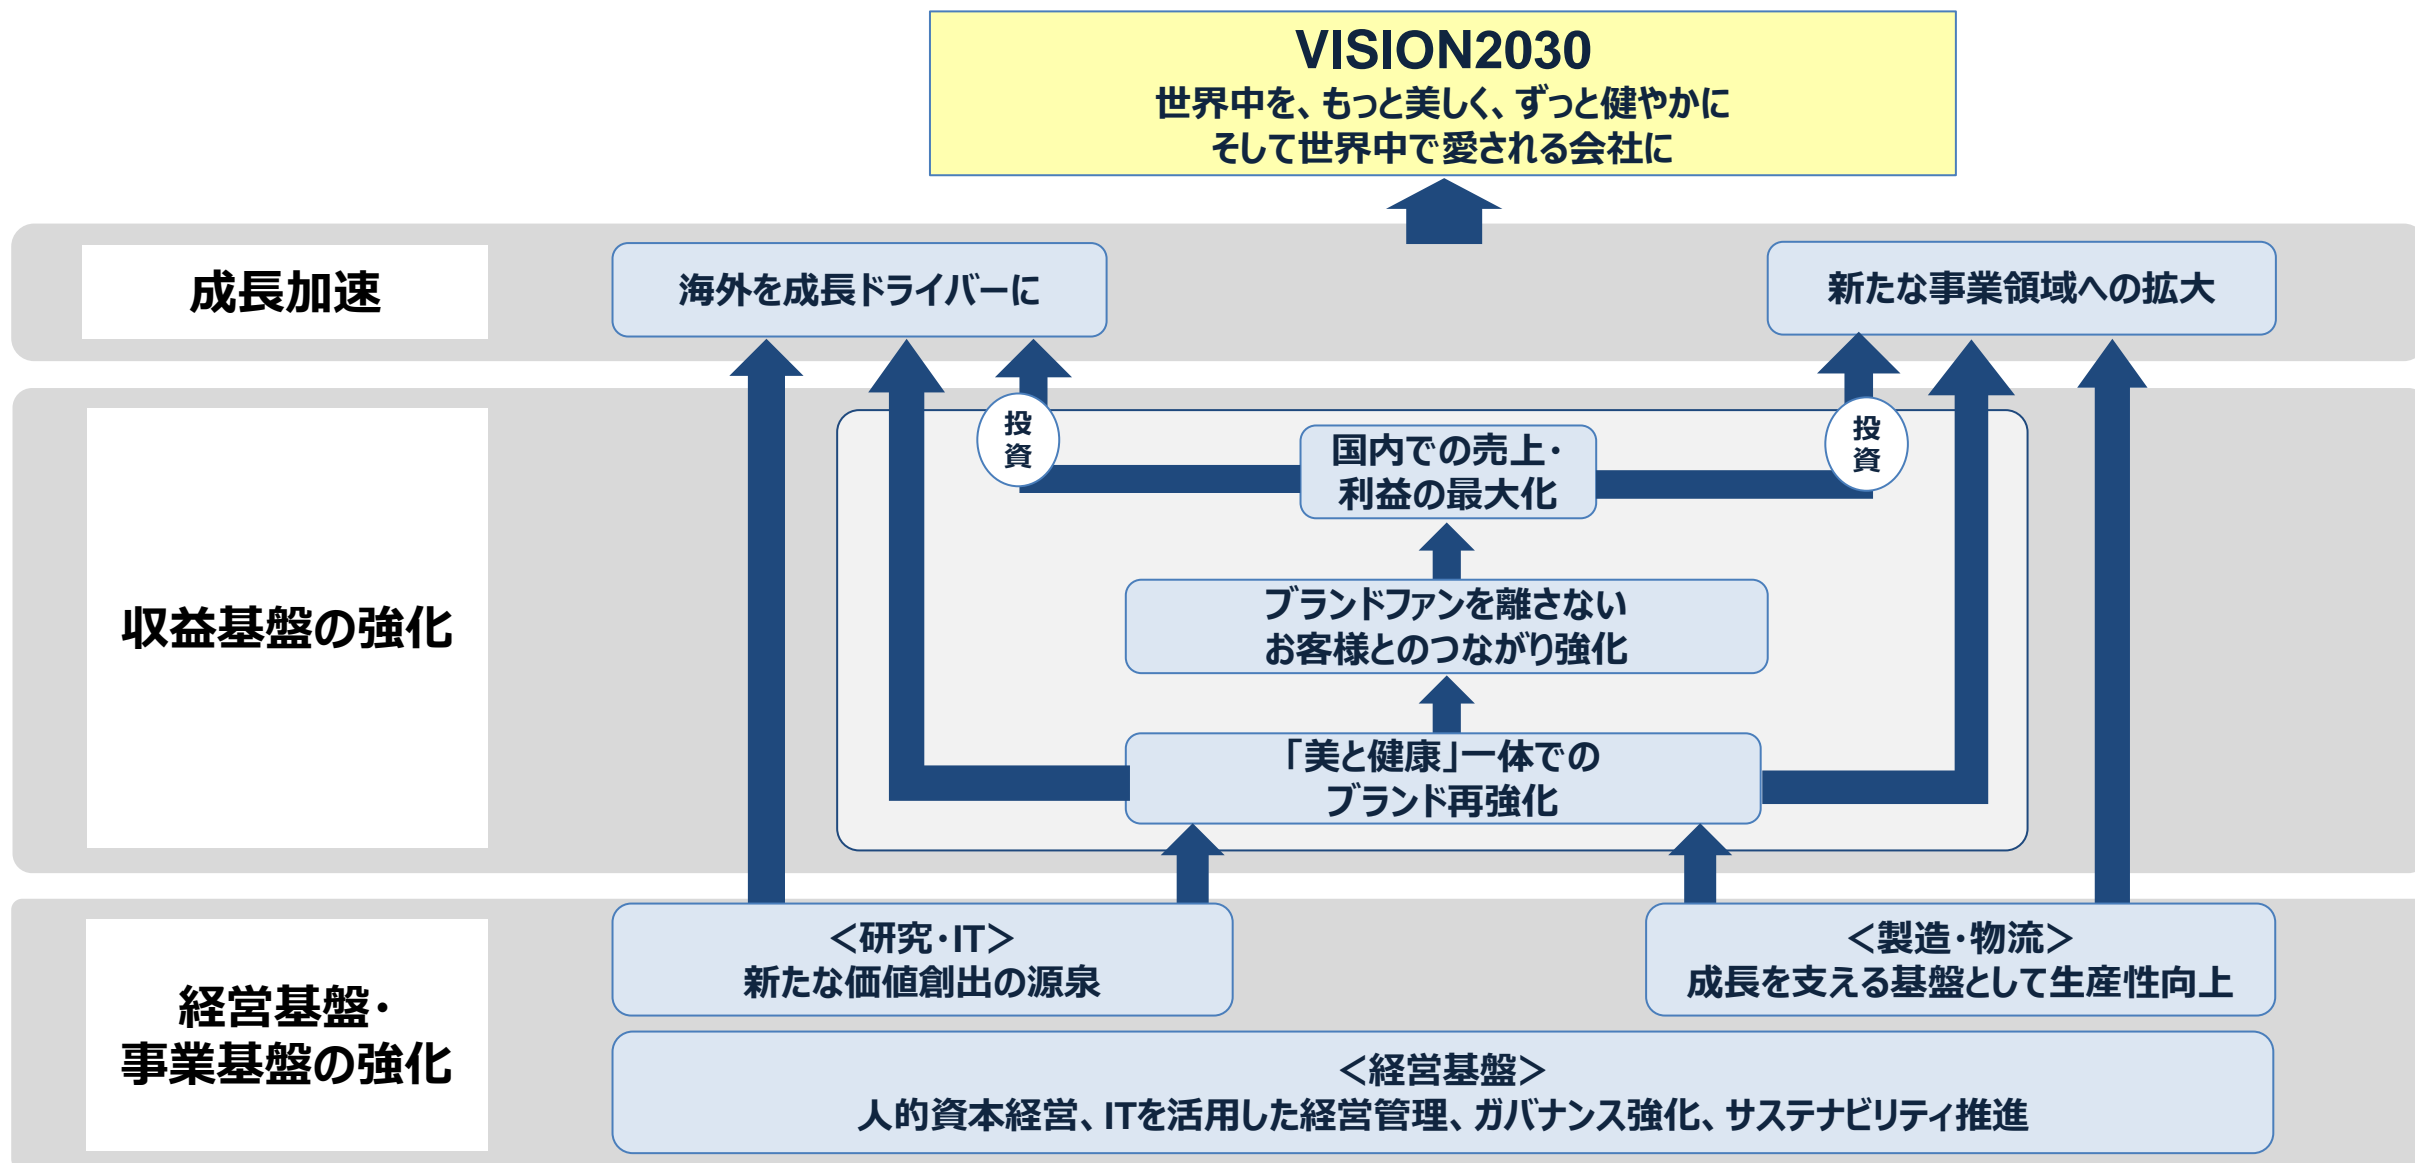 VISION2030
世界中を、もっと美しく、ずっと健やかに
そして世界中で愛される会社に
成長加速
海外を成長ドライバーに
新たな事業領域への拡大
収益基盤の強化
投
資
国内での売上・
利益の最大化
投
資
ブランドファンを離さない
お客様とのつながり強化
「美と健康」一体での
ブランド再強化
経営基盤・
事業基盤の強化
＜研究・IT＞
新たな価値創出の源泉
＜製造・物流＞
成長を支える基盤として生産性向上
＜経営基盤＞
人的資本経営、ITを活用した経営管理、ガバナンス強化、サステナビリティ推進